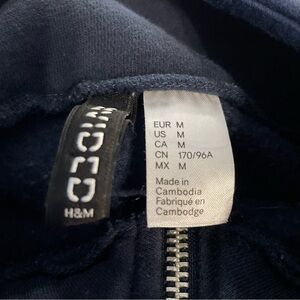 DIVIDED
H&M
EUR M
US M
CA M
CN 170/96A
MX M
Made in
Cambodia
Fabriqué en
Cambodge